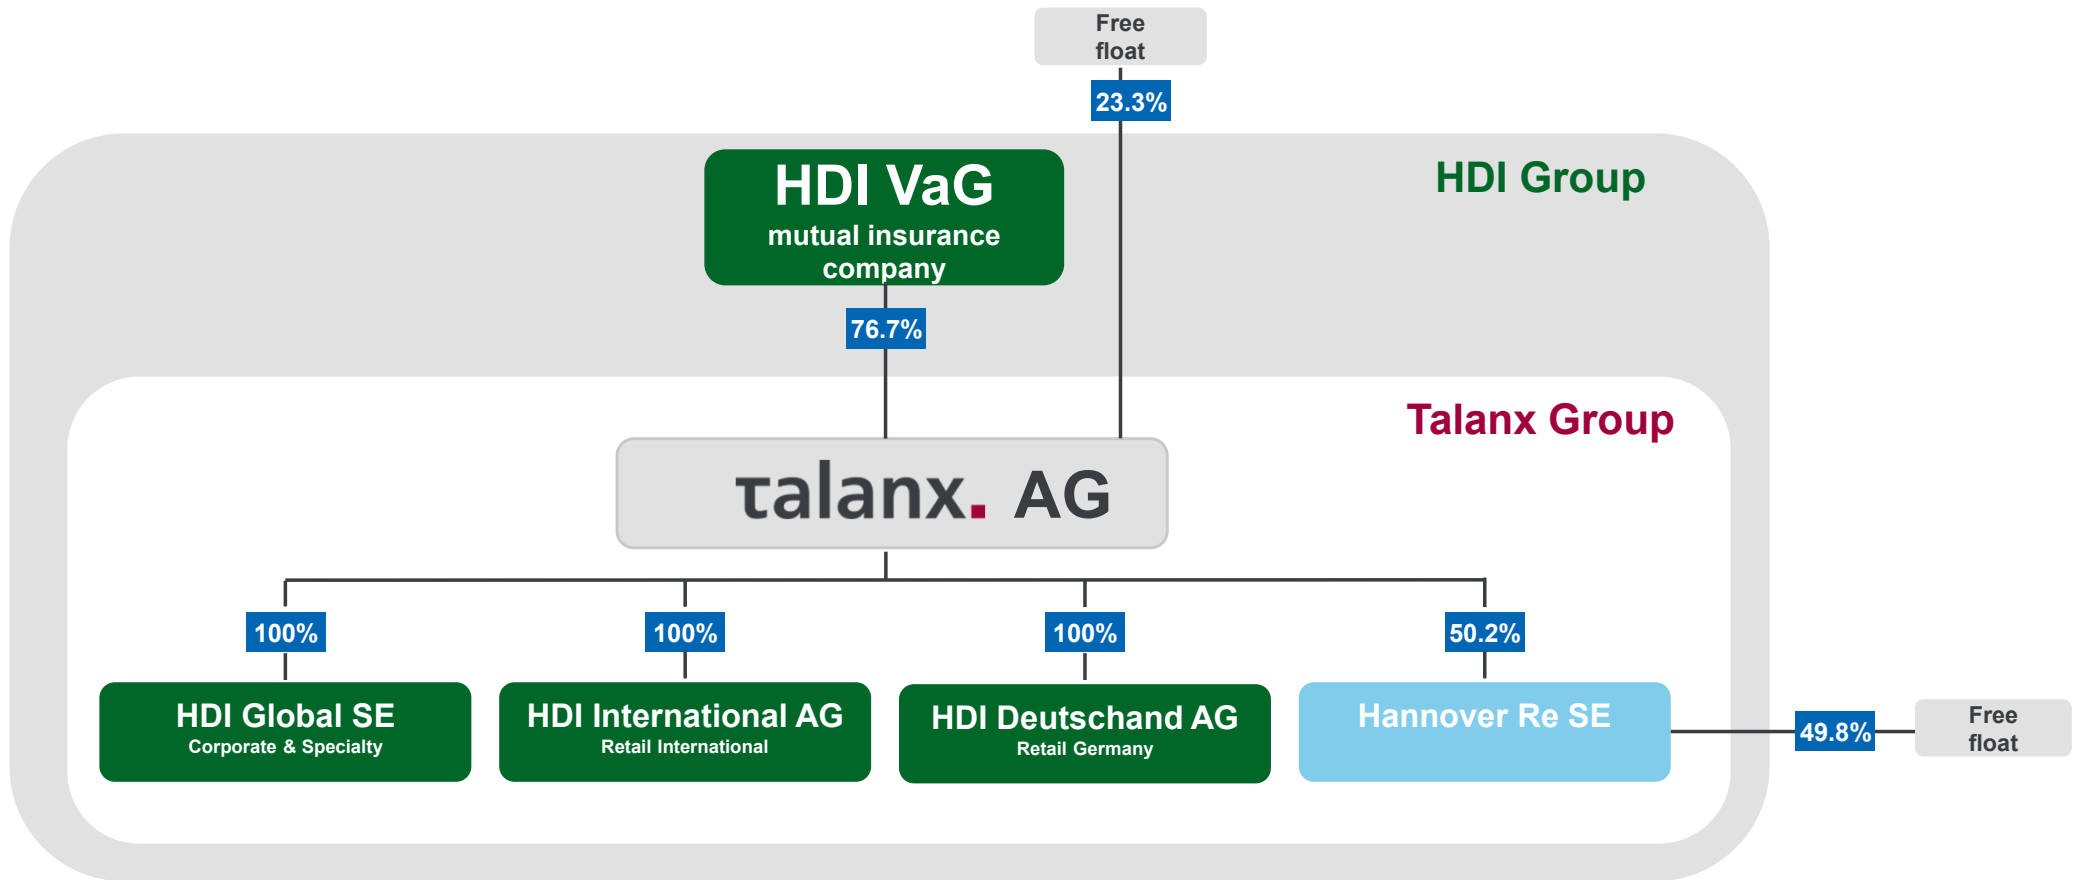 Free
float
23.3%
HDI VaG
mutual insurance
company
HDI Group
76.7%
Talanx Group
τalanx. AG
100%
100%
100%
50.2%
HDI Global SE
Corporate & Specialty
HDI International AG
Retail International
HDI Deutschand AG
Retail Germany
Hannover Re SE
49.8%
Free
float